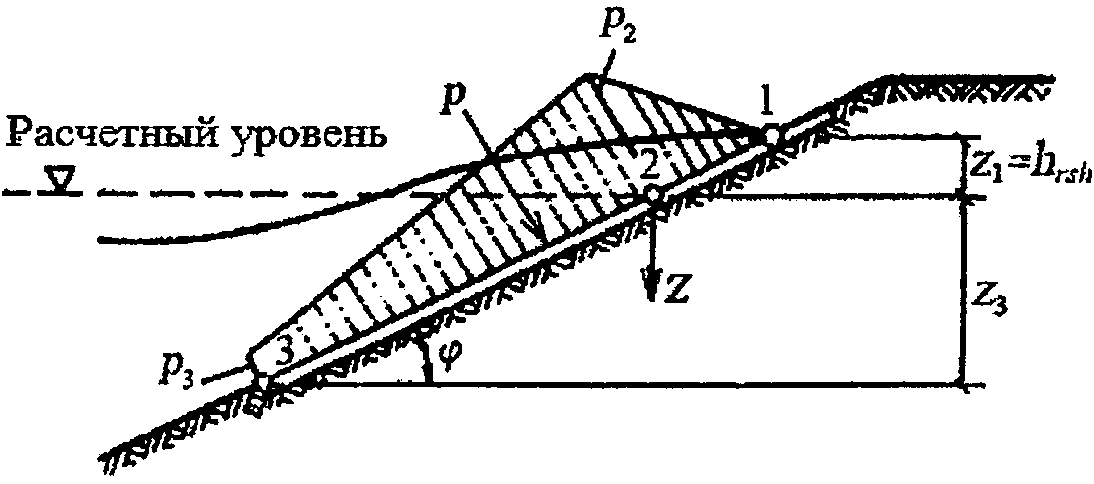 p₂
p
1
Расчетный уровень
2
z₁=hrsh
Z
z₃
3
p₃
φ